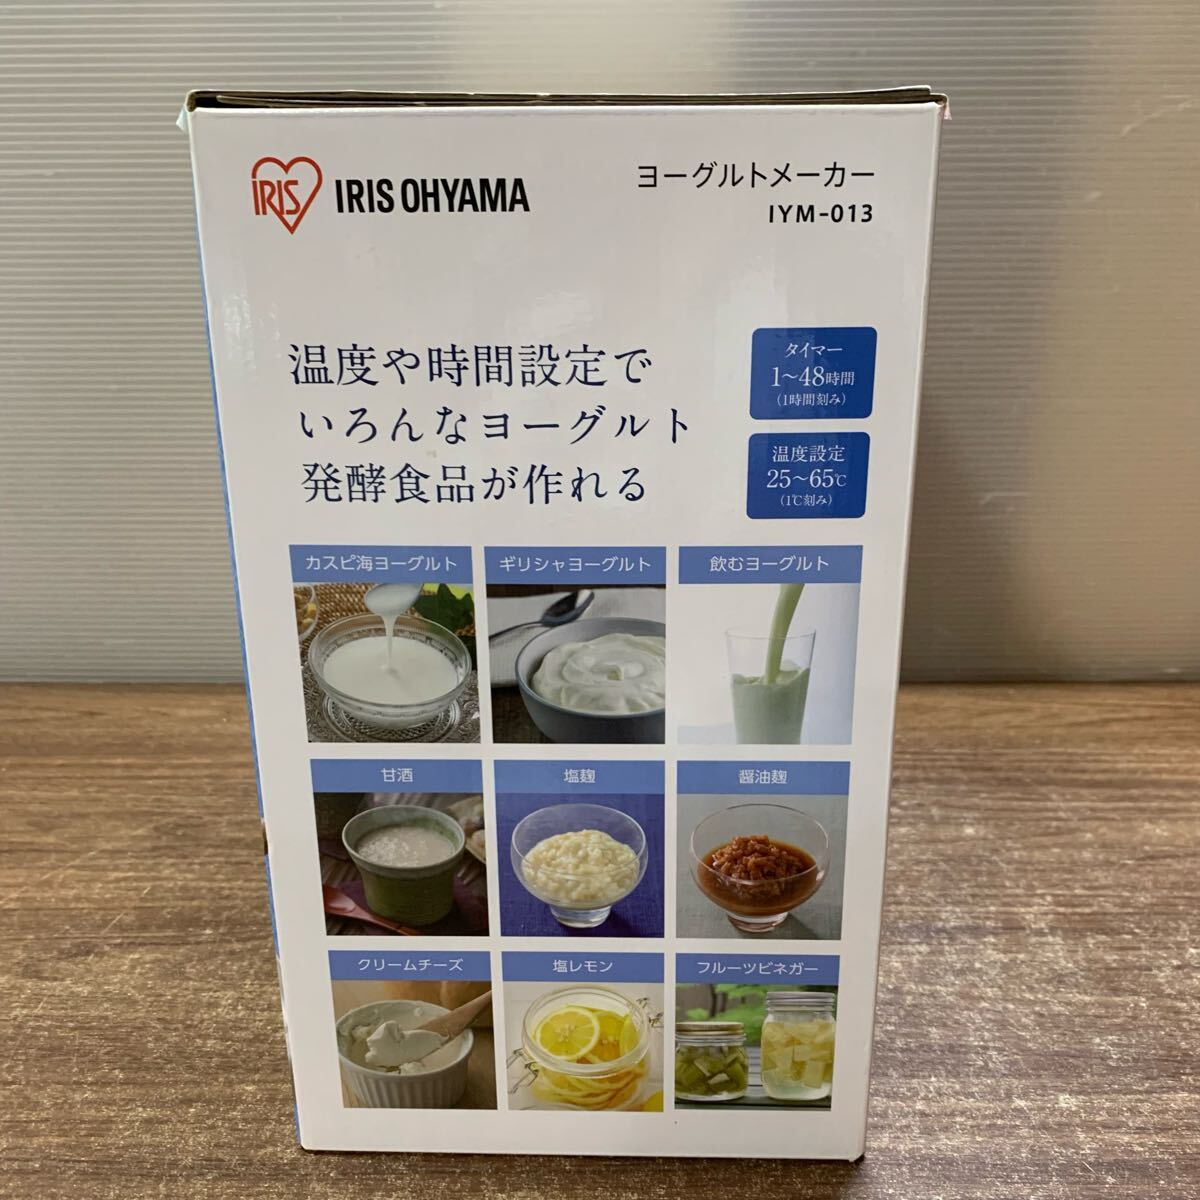 IRIS
IRIS OHYAMA
ヨーグルトメーカー
IYM-013
温度や時間設定で
いろんなヨーグルト
発酵食品が作れる
タイマー
1～48時間
(1時間刻み)
温度設定
25～65℃
(1℃刻み)
カスピ海ヨーグルト
ギリシャヨーグルト
飲むヨーグルト
甘酒
塩麹
醤油麹
クリームチーズ
塩レモン
フルーツビネガー